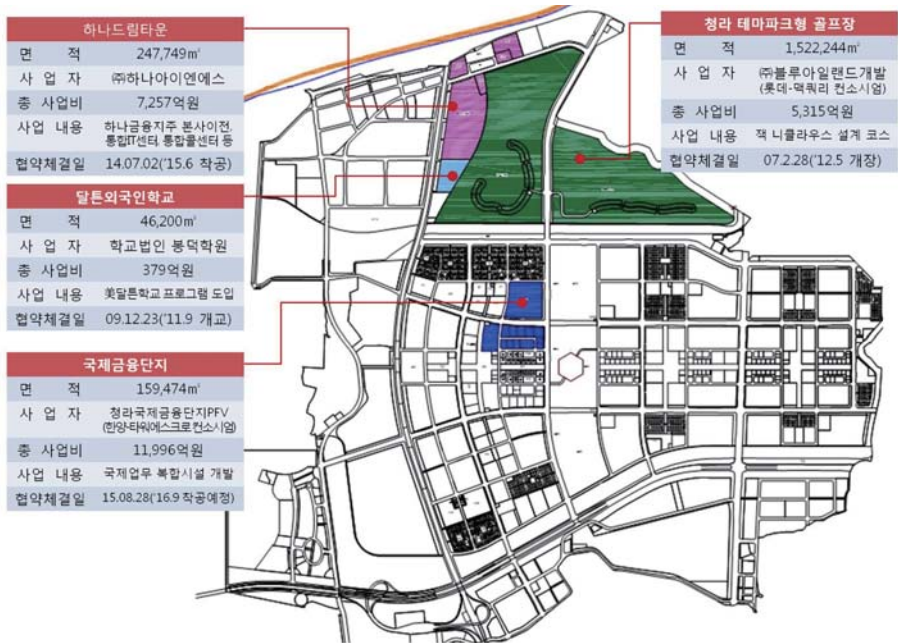 하나드림타운
면 적 247,749㎡
사 업 자 ㈜하나아이엔에스
총 사업비 7,257억원
사업 내용 하나금융지주 본사이전,
통합IT센터, 통합콜센터 등
협약체결일 14.07.02('15.6 착공)
달튼외국인학교
면 적 46,200㎡
사 업 자 학교법인 봉덕학원
총 사업비 379억원
사업 내용 美달튼학교 프로그램 도입
협약체결일 09.12.23('11.9 개교)
국제금융단지
면 적 159,474㎡
사 업 자 청라국제금융단지PFV
(한양-타워에스크로컨소시엄)
총 사업비 11,996억원
사업 내용 국제업무 복합시설 개발
협약체결일 15.08.28('16.9 착공예정)
청라 테마파크형 골프장
면 적 1,522,244㎡
사 업 자 ㈜블루아일랜드개발
(롯데-맥쿼리 컨소시엄)
총 사업비 5,315억원
사업 내용 잭 니클라우스 설계 코스
협약체결일 07.2.28('12.5 개장)